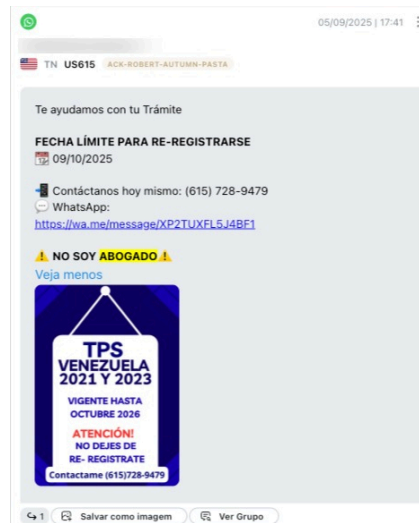 05/09/2025 | 17:41
TN US615 ACK-ROBERT-AUTUMN-PASTA
Te ayudamos con tu Trámite
FECHA LÍMITE PARA RE-REGISTRARSE
09/10/2025
Contáctanos hoy mismo: (615) 728-9479
WhatsApp:
https://wa.me/message/XP2TUXFL5J4BF1
NO SOY ABOGADO
Veja menos
TPS
VENEZUELA
2021 Y 2023
VIGENTE HASTA
OCTUBRE 2026
ATENCIÓN!
NO DEJES DE
RE- REGISTRATE
Contactame (615)728-9479
1 Salvar como imagem Ver Grupo